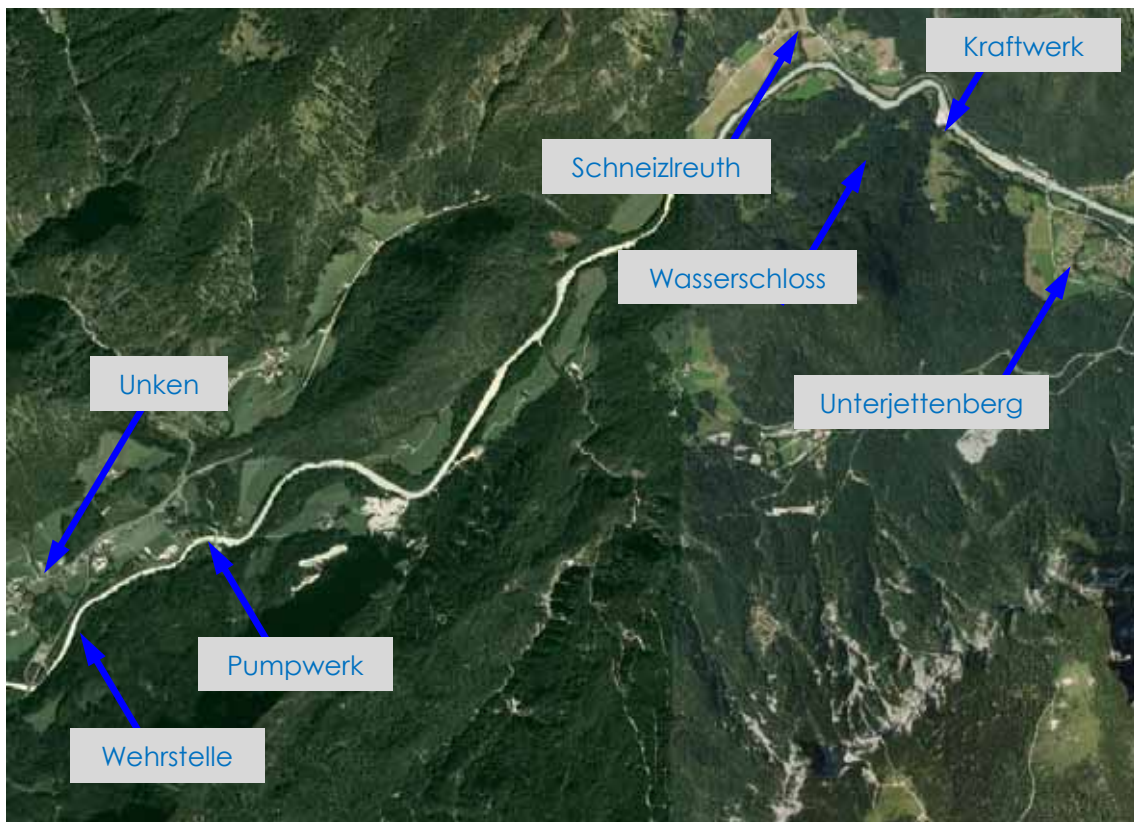 Kraftwerk
Schneizlreuth
Wasserschloss
Unken
Unterjettenberg
Pumpwerk
Wehrstelle